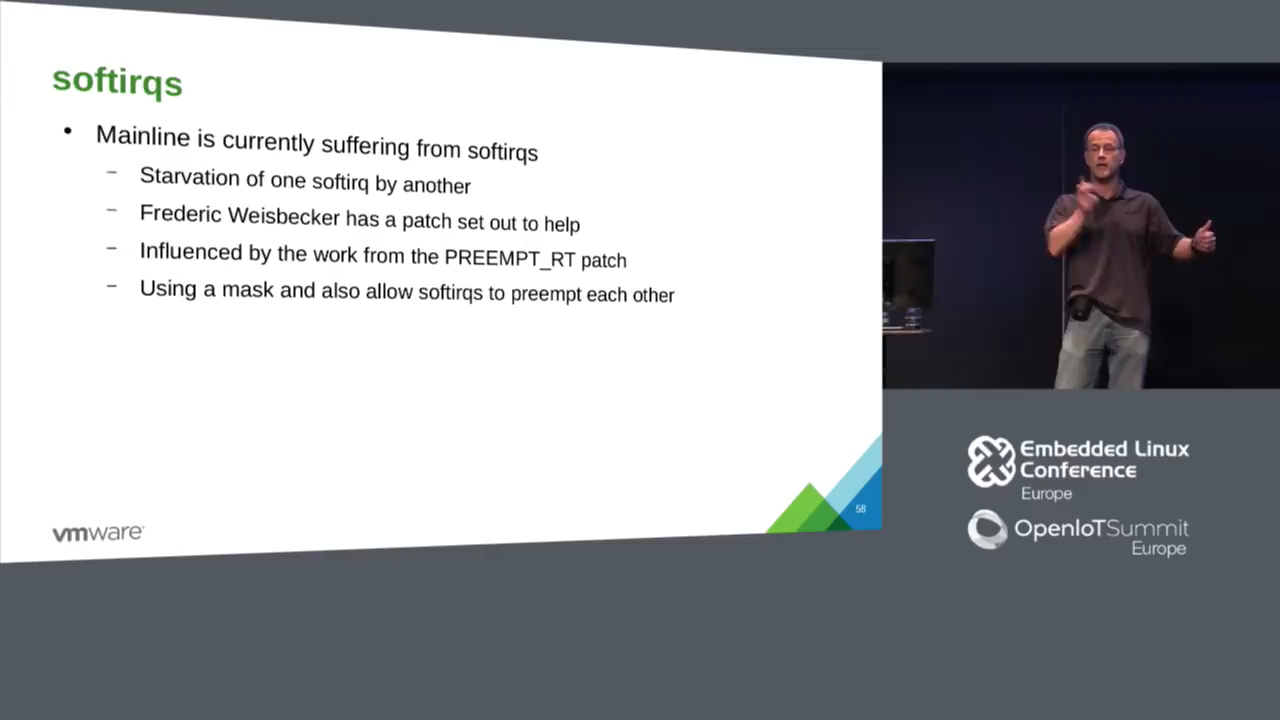 softirqs
• Mainline is currently suffering from softirqs
– Starvation of one softirq by another
– Frederic Weisbecker has a patch set out to help
– Influenced by the work from the PREEMPT_RT patch
– Using a mask and also allow softirqs to preempt each other
58
vmware
Embedded Linux
Conference
Europe
OpenIoTSummit
Europe